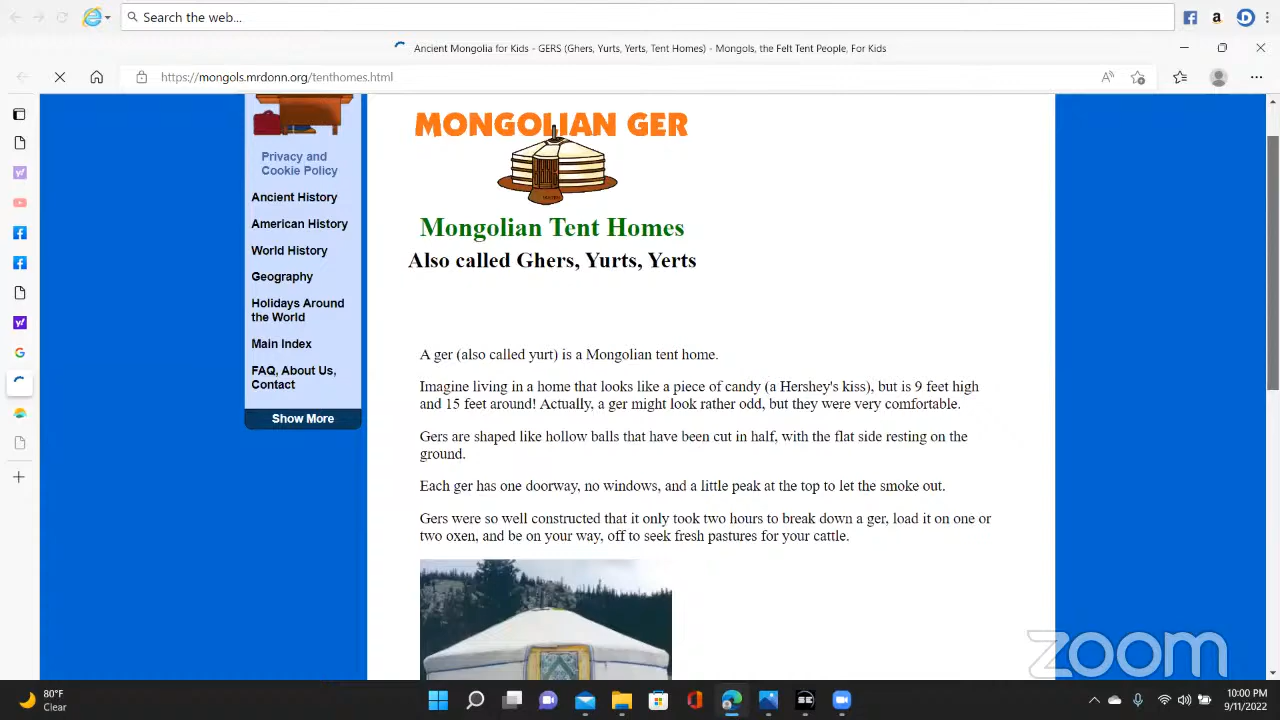 Search the web...
Ancient Mongolia for Kids - GERS (Ghers, Yurts, Yerts, Tent Homes) - Mongols, the Felt Tent People, For Kids
https://mongols.mrdonn.org/tenthomes.html
Privacy and
Cookie Policy
Ancient History
American History
World History
Geography
Holidays Around
the World
Main Index
FAQ, About Us,
Contact
Show More
MONGOLIAN GER
Mongolian Tent Homes
Also called Ghers, Yurts, Yerts
A ger (also called yurt) is a Mongolian tent home.
Imagine living in a home that looks like a piece of candy (a Hershey's kiss), but is 9 feet high
and 15 feet around! Actually, a ger might look rather odd, but they were very comfortable.
Gers are shaped like hollow balls that have been cut in half, with the flat side resting on the
ground.
Each ger has one doorway, no windows, and a little peak at the top to let the smoke out.
Gers were so well constructed that it only took two hours to break down a ger, load it on one or
two oxen, and be on your way, off to seek fresh pastures for your cattle.
zoom
80°F
Clear
10:00 PM
9/11/2022